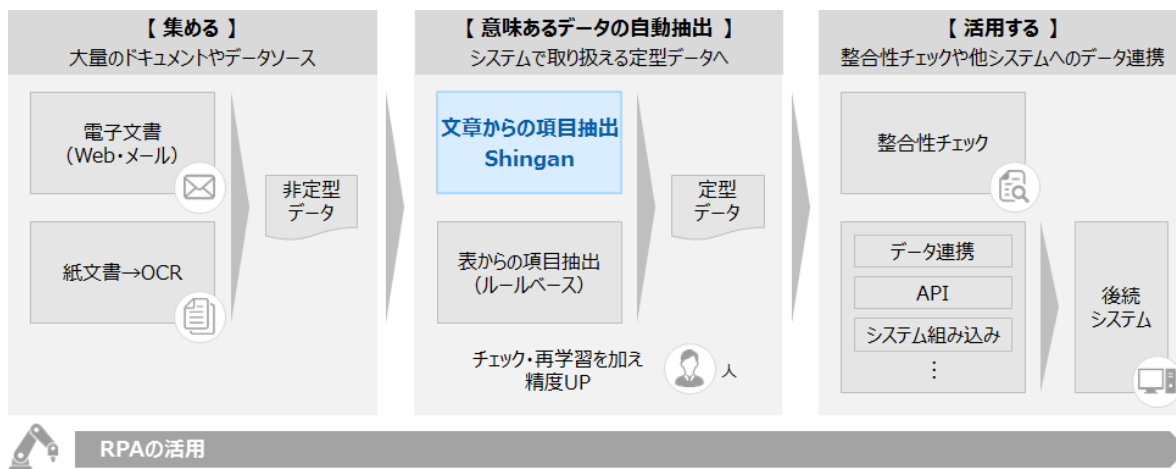 【 集める 】
大量のドキュメントやデータソース
電子文書
(Web・メール)
紙文書→OCR
非定型
データ
【 意味あるデータの自動抽出 】
システムで取り扱える定型データへ
文章からの項目抽出
Shingan
表からの項目抽出
(ルールベース)
チェック・再学習を加え
精度UP
人
定型
データ
【 活用する 】
整合性チェックや他システムへのデータ連携
整合性チェック
データ連携
API
システム組み込み
⋮
後続
システム
RPAの活用